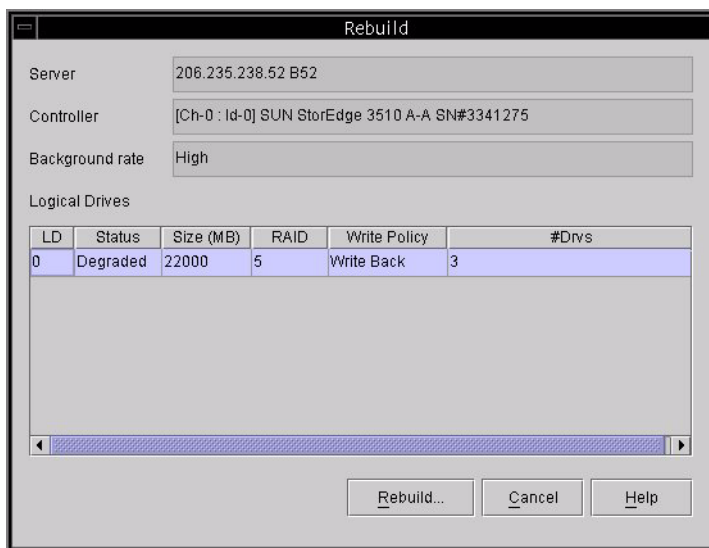 Rebuild
Server 206.235.238.52 B52
Controller [Ch-0 : Id-0] SUN StorEdge 3510 A-A SN#3341275
Background rate High
Logical Drives
LD Status Size (MB) RAID Write Policy #Drvs
0 Degraded 22000 5 Write Back 3
Rebuild... Cancel Help